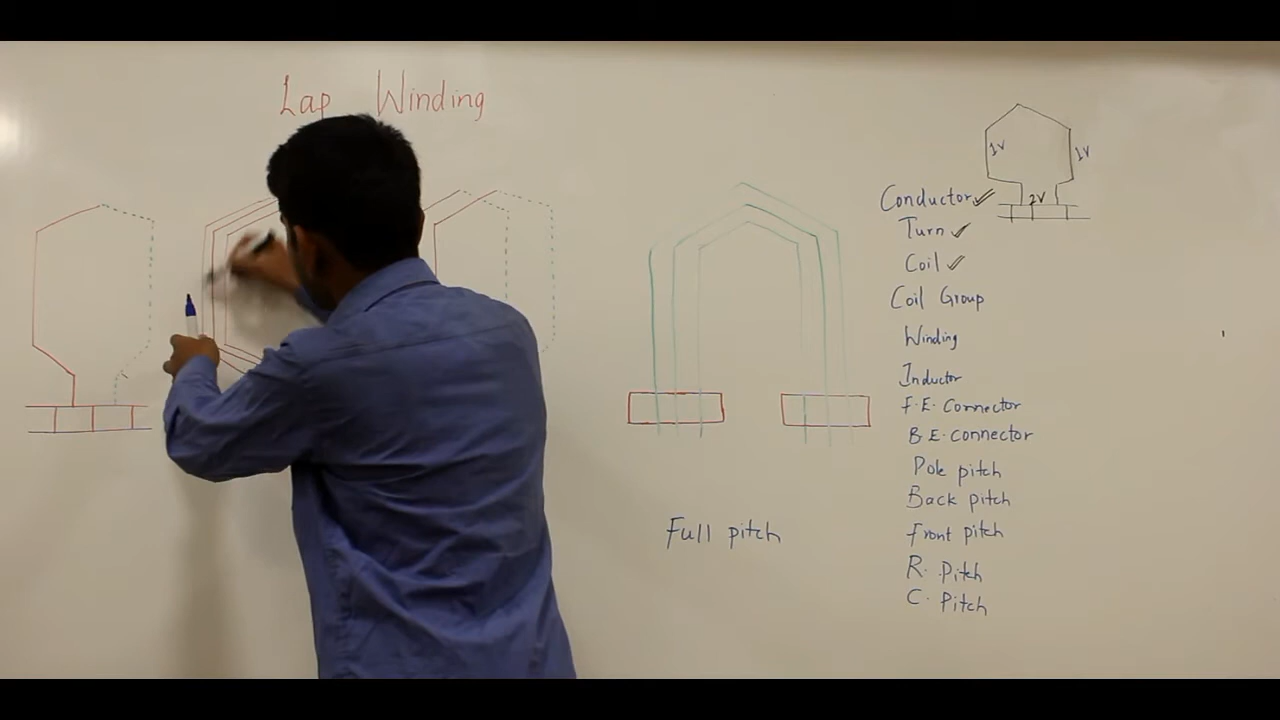 Lap Winding
1V
1V
2V
Conductor ✓
Turn ✓
Coil ✓
Coil Group
Winding
Inductor
F.E. Connector
B.E. Connector
Pole pitch
Back pitch
Front pitch
R. Pitch
C. Pitch
Full pitch